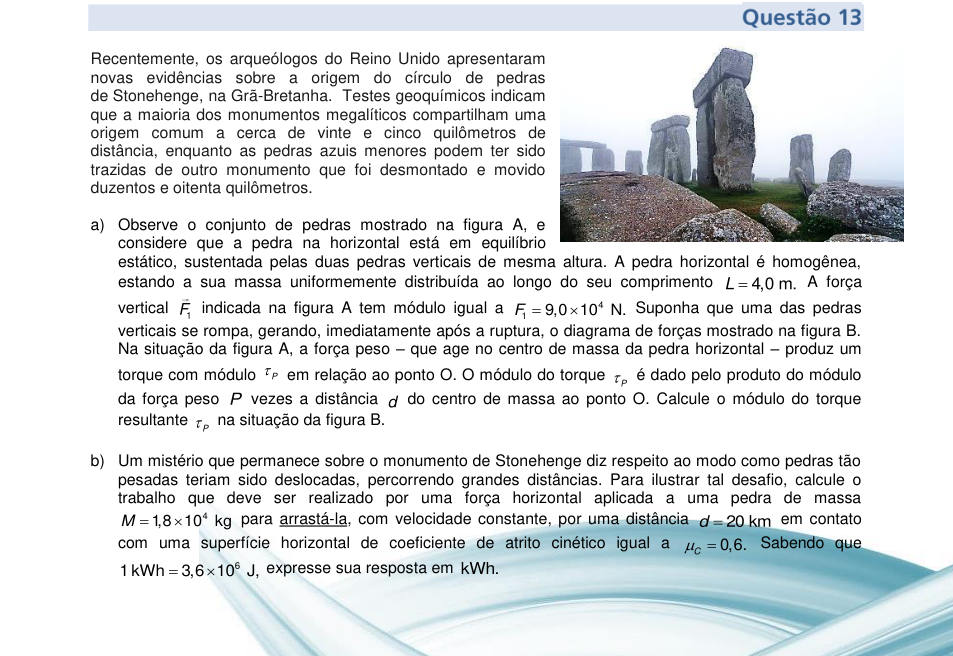 Questão 13
Recentemente, os arqueólogos do Reino Unido apresentaram
novas evidências sobre a origem do círculo de pedras
de Stonehenge, na Grã-Bretanha. Testes geoquímicos indicam
que a maioria dos monumentos megalíticos compartilham uma
origem comum a cerca de vinte e cinco quilômetros de
distância, enquanto as pedras azuis menores podem ter sido
trazidas de outro monumento que foi desmontado e movido
duzentos e oitenta quilômetros.
a) Observe o conjunto de pedras mostrado na figura A, e
considere que a pedra na horizontal está em equilíbrio
estático, sustentada pelas duas pedras verticais de mesma altura. A pedra horizontal é homogênea,
estando a sua massa uniformemente distribuída ao longo do seu comprimento L = 4,0 m. A força
vertical F⃗₁ indicada na figura A tem módulo igual a F₁ = 9,0×10⁴ N. Suponha que uma das pedras
verticais se rompa, gerando, imediatamente após a ruptura, o diagrama de forças mostrado na figura B.
Na situação da figura A, a força peso – que age no centro de massa da pedra horizontal – produz um
torque com módulo τ_P em relação ao ponto O. O módulo do torque τ_P é dado pelo produto do módulo
da força peso P vezes a distância d do centro de massa ao ponto O. Calcule o módulo do torque
resultante τ_P na situação da figura B.
b) Um mistério que permanece sobre o monumento de Stonehenge diz respeito ao modo como pedras tão
pesadas teriam sido deslocadas, percorrendo grandes distâncias. Para ilustrar tal desafio, calcule o
trabalho que deve ser realizado por uma força horizontal aplicada a uma pedra de massa
M = 1,8×10⁴ kg para arrastá-la, com velocidade constante, por uma distância d = 20 km em contato
com uma superfície horizontal de coeficiente de atrito cinético igual a μ_C = 0,6. Sabendo que
1 kWh = 3,6×10⁶ J, expresse sua resposta em kWh.